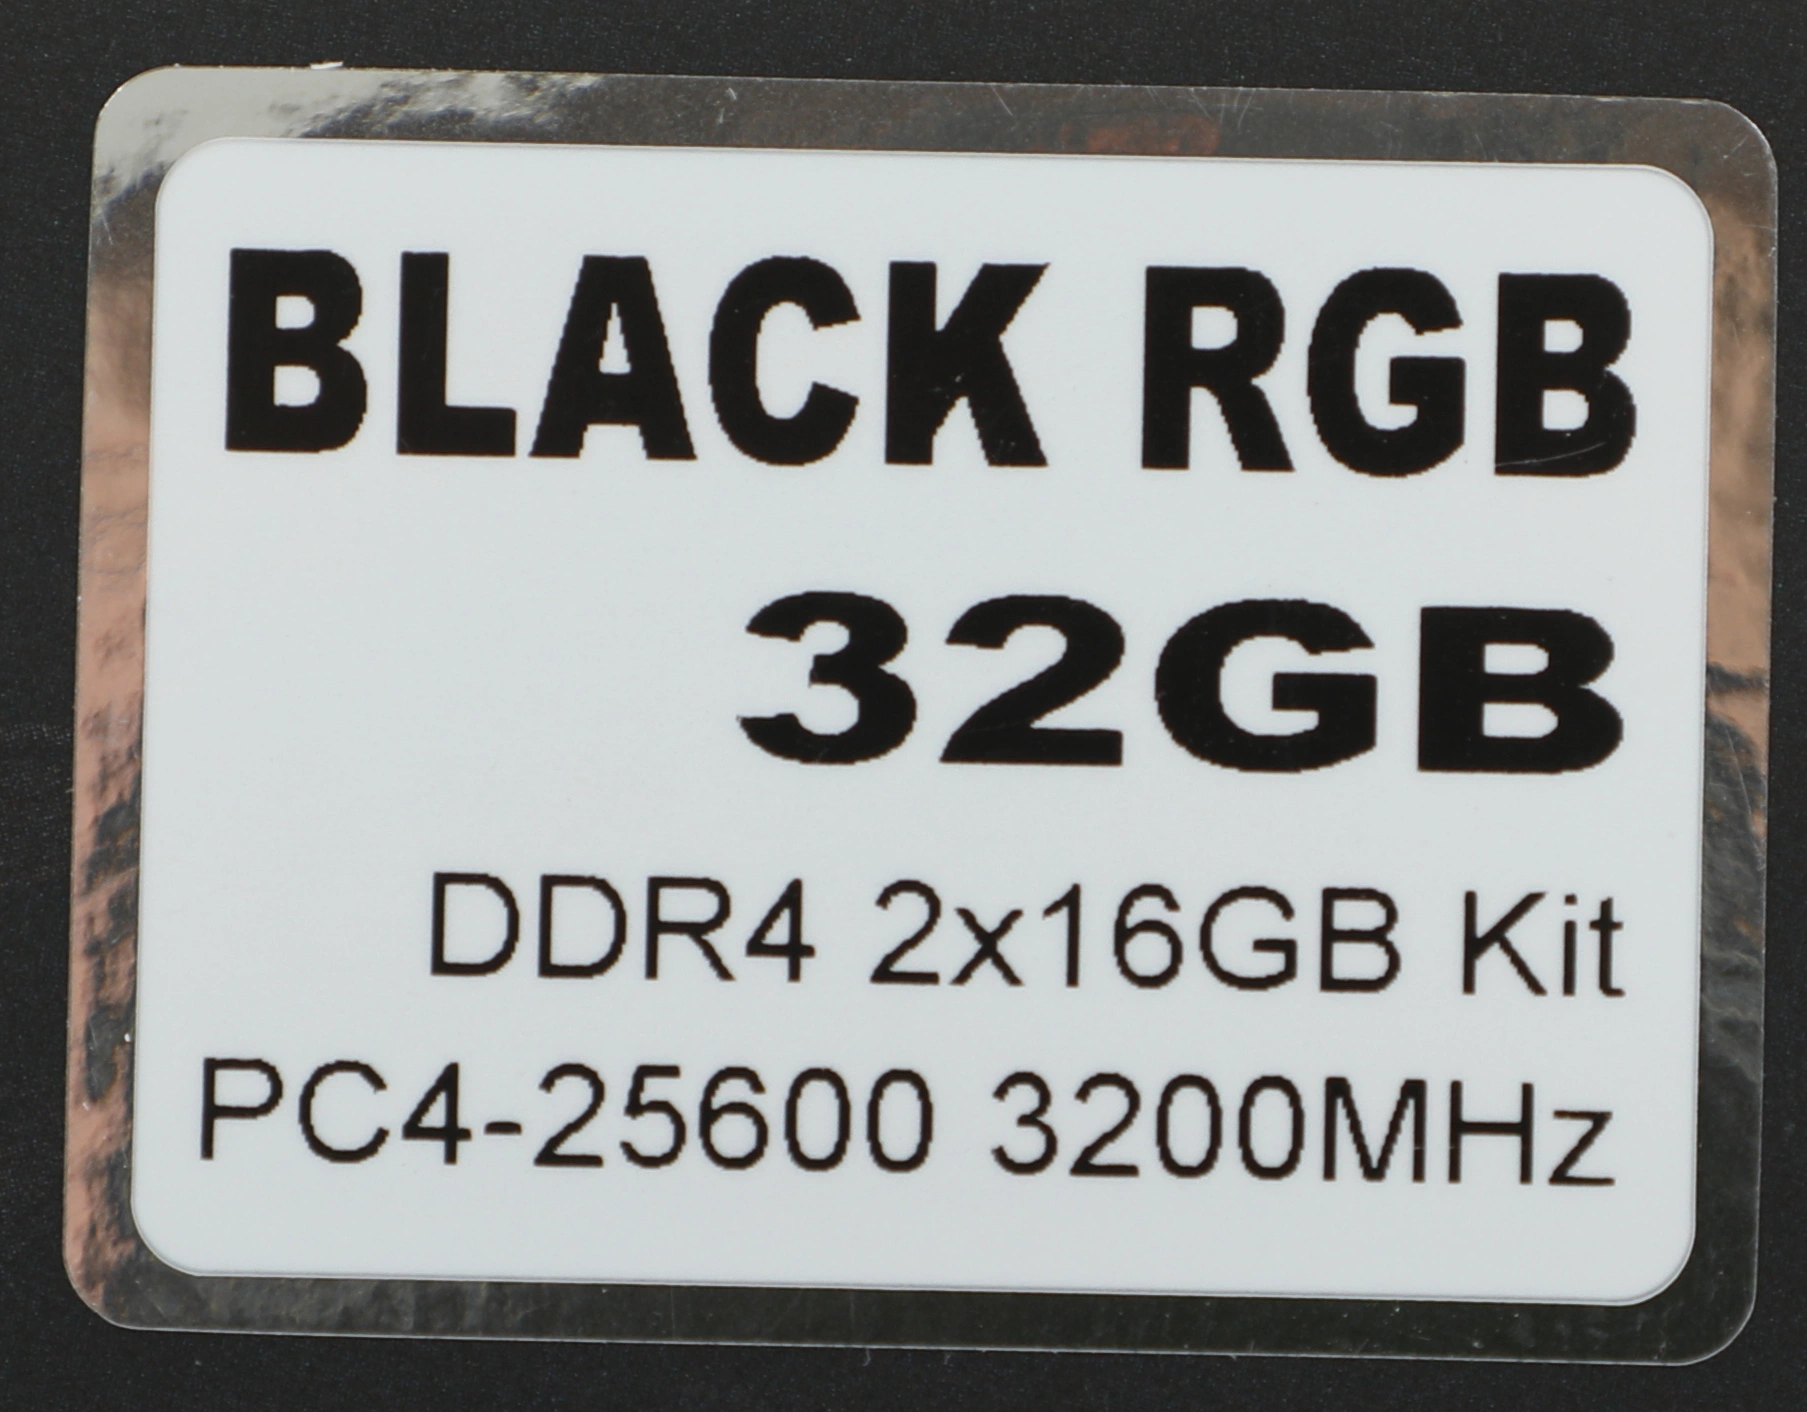 BLACK RGB
32GB
DDR4 2x16GB Kit
PC4-25600 3200MHz